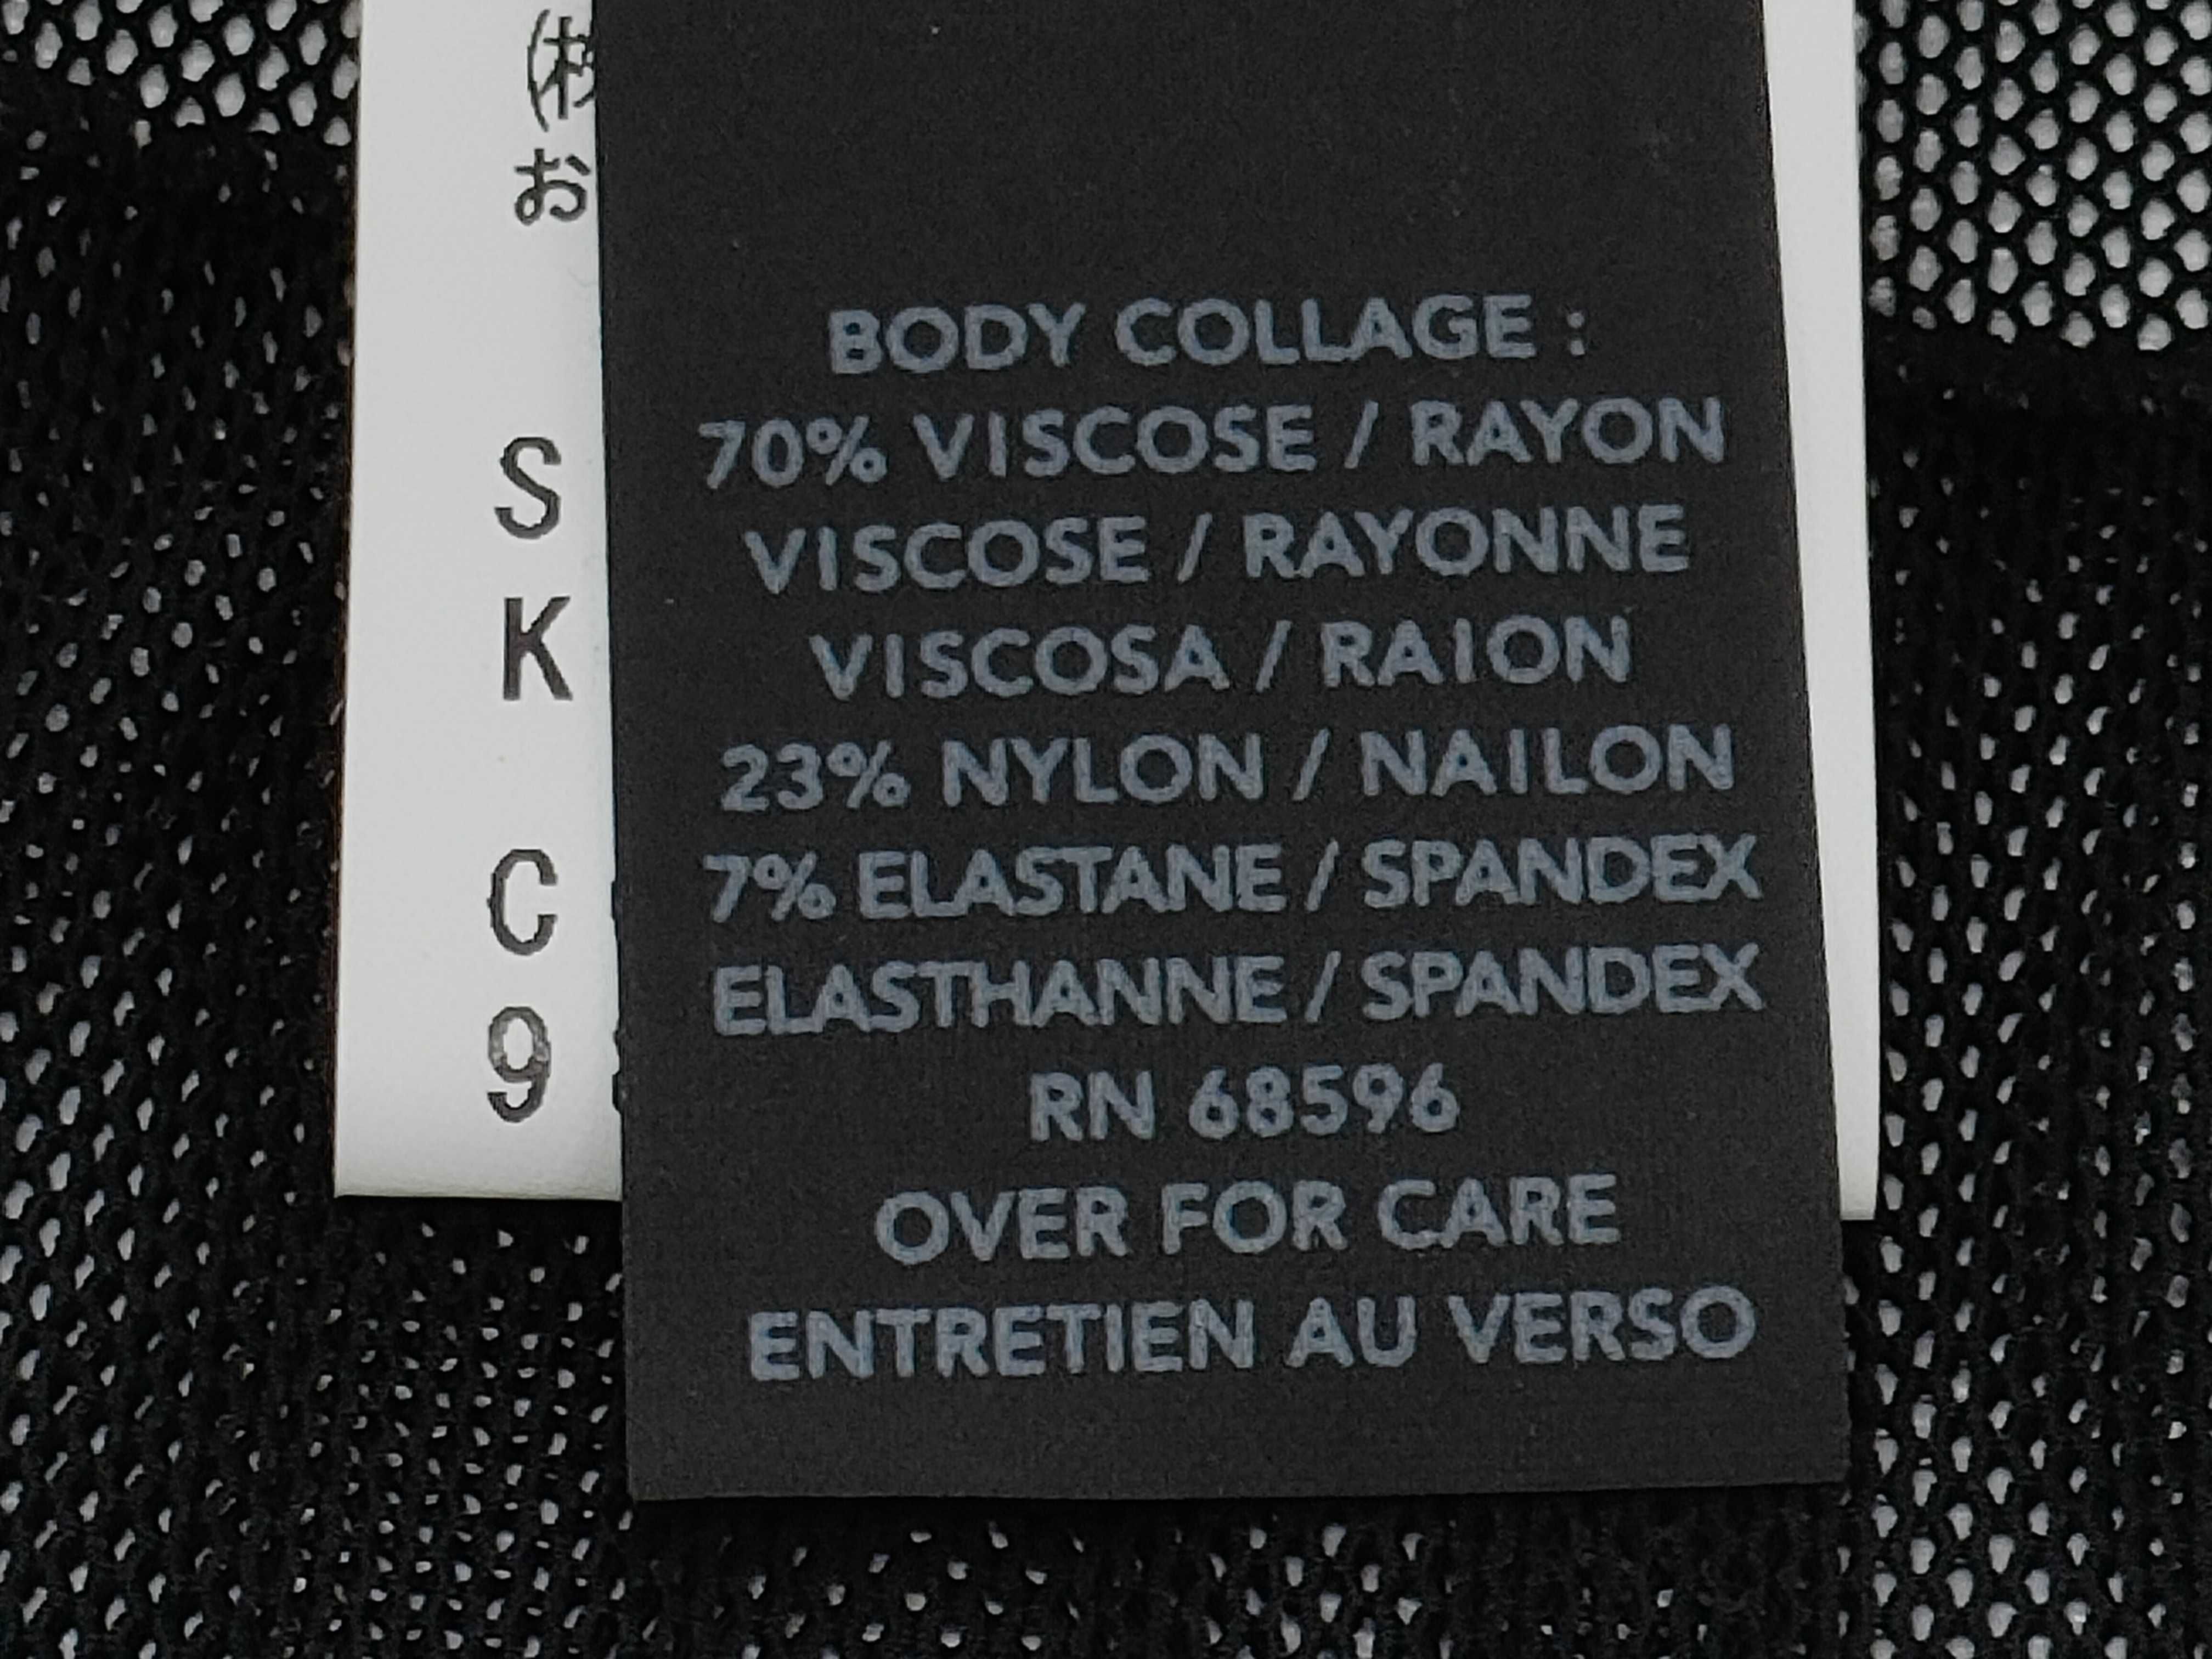 お
S
K
C
9
BODY COLLAGE :
70% VISCOSE / RAYON
VISCOSE / RAYONNE
VISCOSA / RAION
23% NYLON / NAILON
7% ELASTANE / SPANDEX
ELASTHANNE / SPANDEX
RN 68596
OVER FOR CARE
ENTRETIEN AU VERSO